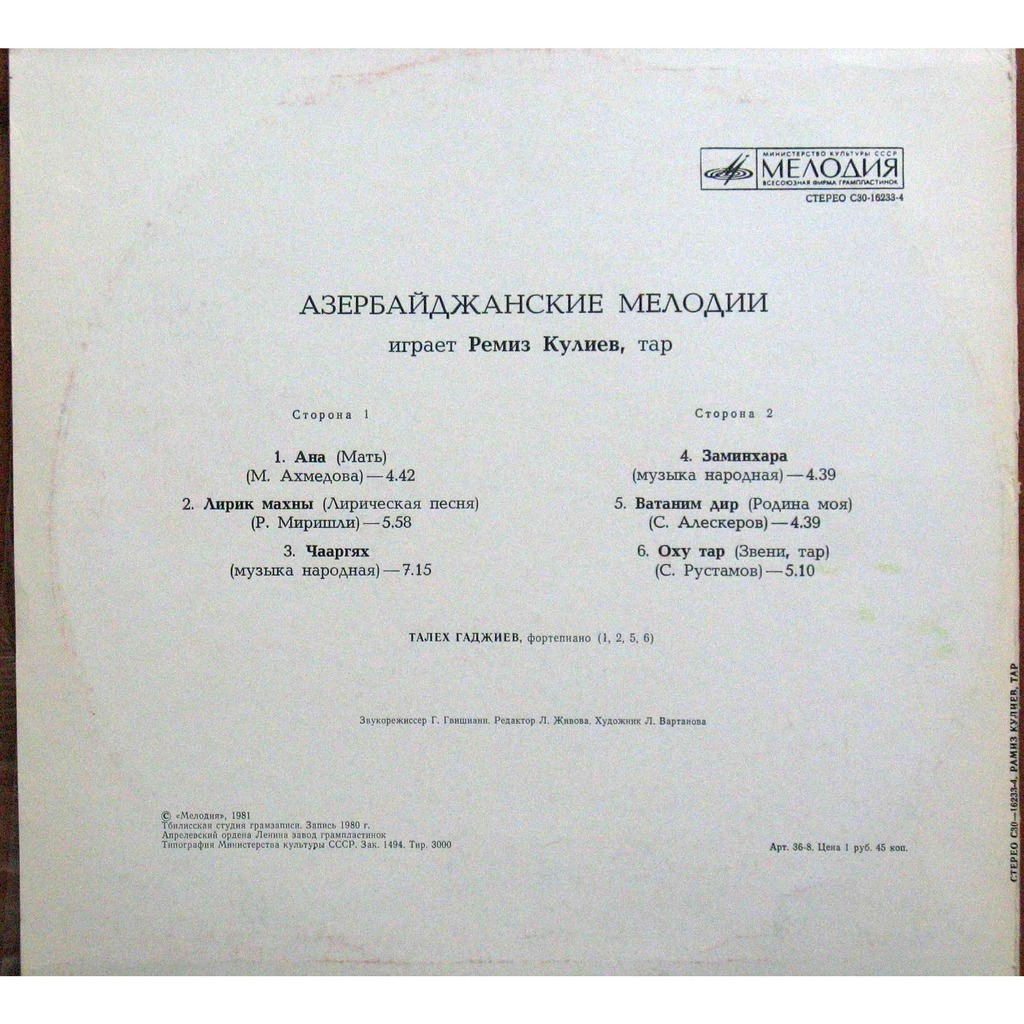 МИНИСТЕРСТВО КУЛЬТУРЫ СССР
МЕЛОДИЯ
ВСЕСОЮЗНАЯ ФИРМА ГРАМПЛАСТИНОК
СТЕРЕО С30-16233-4
АЗЕРБАЙДЖАНСКИЕ МЕЛОДИИ
играет Ремиз Кулиев, тар
Сторона 1
1. Ана (Мать)
(М. Ахмедова) — 4.42
2. Лирик махны (Лирическая песня)
(Р. Миришли) — 5.58
3. Чааргях
(музыка народная) — 7.15
Сторона 2
4. Заминхара
(музыка народная) — 4.39
5. Ватаним дир (Родина моя)
(С. Алескеров) — 4.39
6. Оху тар (Звени, тар)
(С. Рустамов) — 5.10
ТАЛЕХ ГАДЖИЕВ, фортепиано (1, 2, 5, 6)
Звукорежиссер Г. Гвишиани. Редактор Л. Живова. Художник Л. Вартанова
© «Мелодия», 1981
Тбилисская студия грамзаписи. Запись 1980 г.
Апрелевский ордена Ленина завод грампластинок
Типография Министерства культуры СССР. Зак. 1494. Тир. 3000
Арт. 36-8. Цена 1 руб. 45 коп.
СТЕРЕО С30—16233-4. РАМИЗ КУЛИЕВ, ТАР